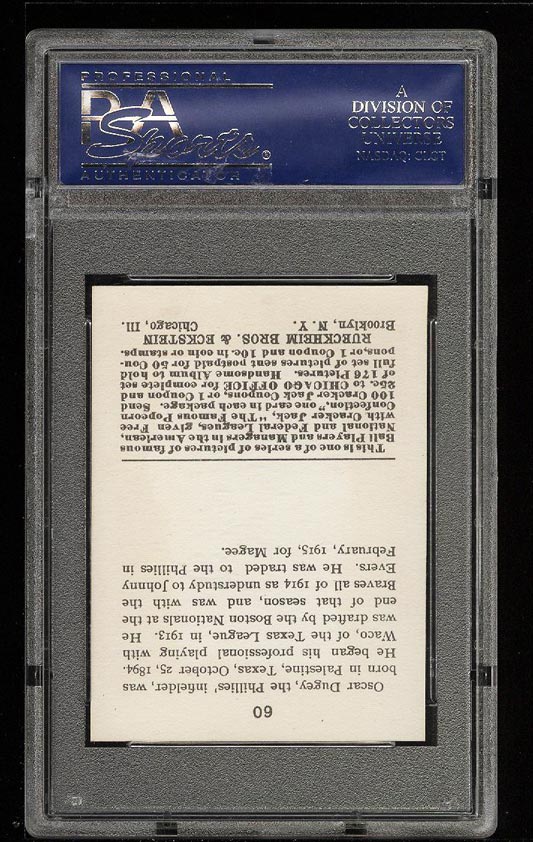 PROFESSIONAL
PSA
Sports®
AUTHENTICATOR
A
DIVISION OF
COLLECTORS
UNIVERSE
NASDAQ: CLCT
60
Oscar Dugey, the Phillies' infielder, was
born in Palestine, Texas, October 25, 1894.
He began his professional playing with
Waco, of the Texas League, in 1913. He
was drafted by the Boston Nationals at the
end of that season, and was with the
Braves all of 1914 as understudy to Johnny
Evers. He was traded to the Phillies in
February, 1915, for Magee.
This is one of a series of pictures of famous
Ball Players and Managers in the American,
National and Federal Leagues, given Free
with Cracker Jack, "The Famous Popcorn
Confection," one card in each package. Send
100 Cracker Jack Coupons, or 1 Coupon and
25c. to CHICAGO OFFICE for complete set
of 176 Pictures. Handsome Album to hold
full set of pictures sent postpaid for 50 Cou-
pons, or 1 Coupon and 10c. in coin or stamps.
RUECKHEIM BROS. & ECKSTEIN
Brooklyn, N. Y. Chicago, Ill.